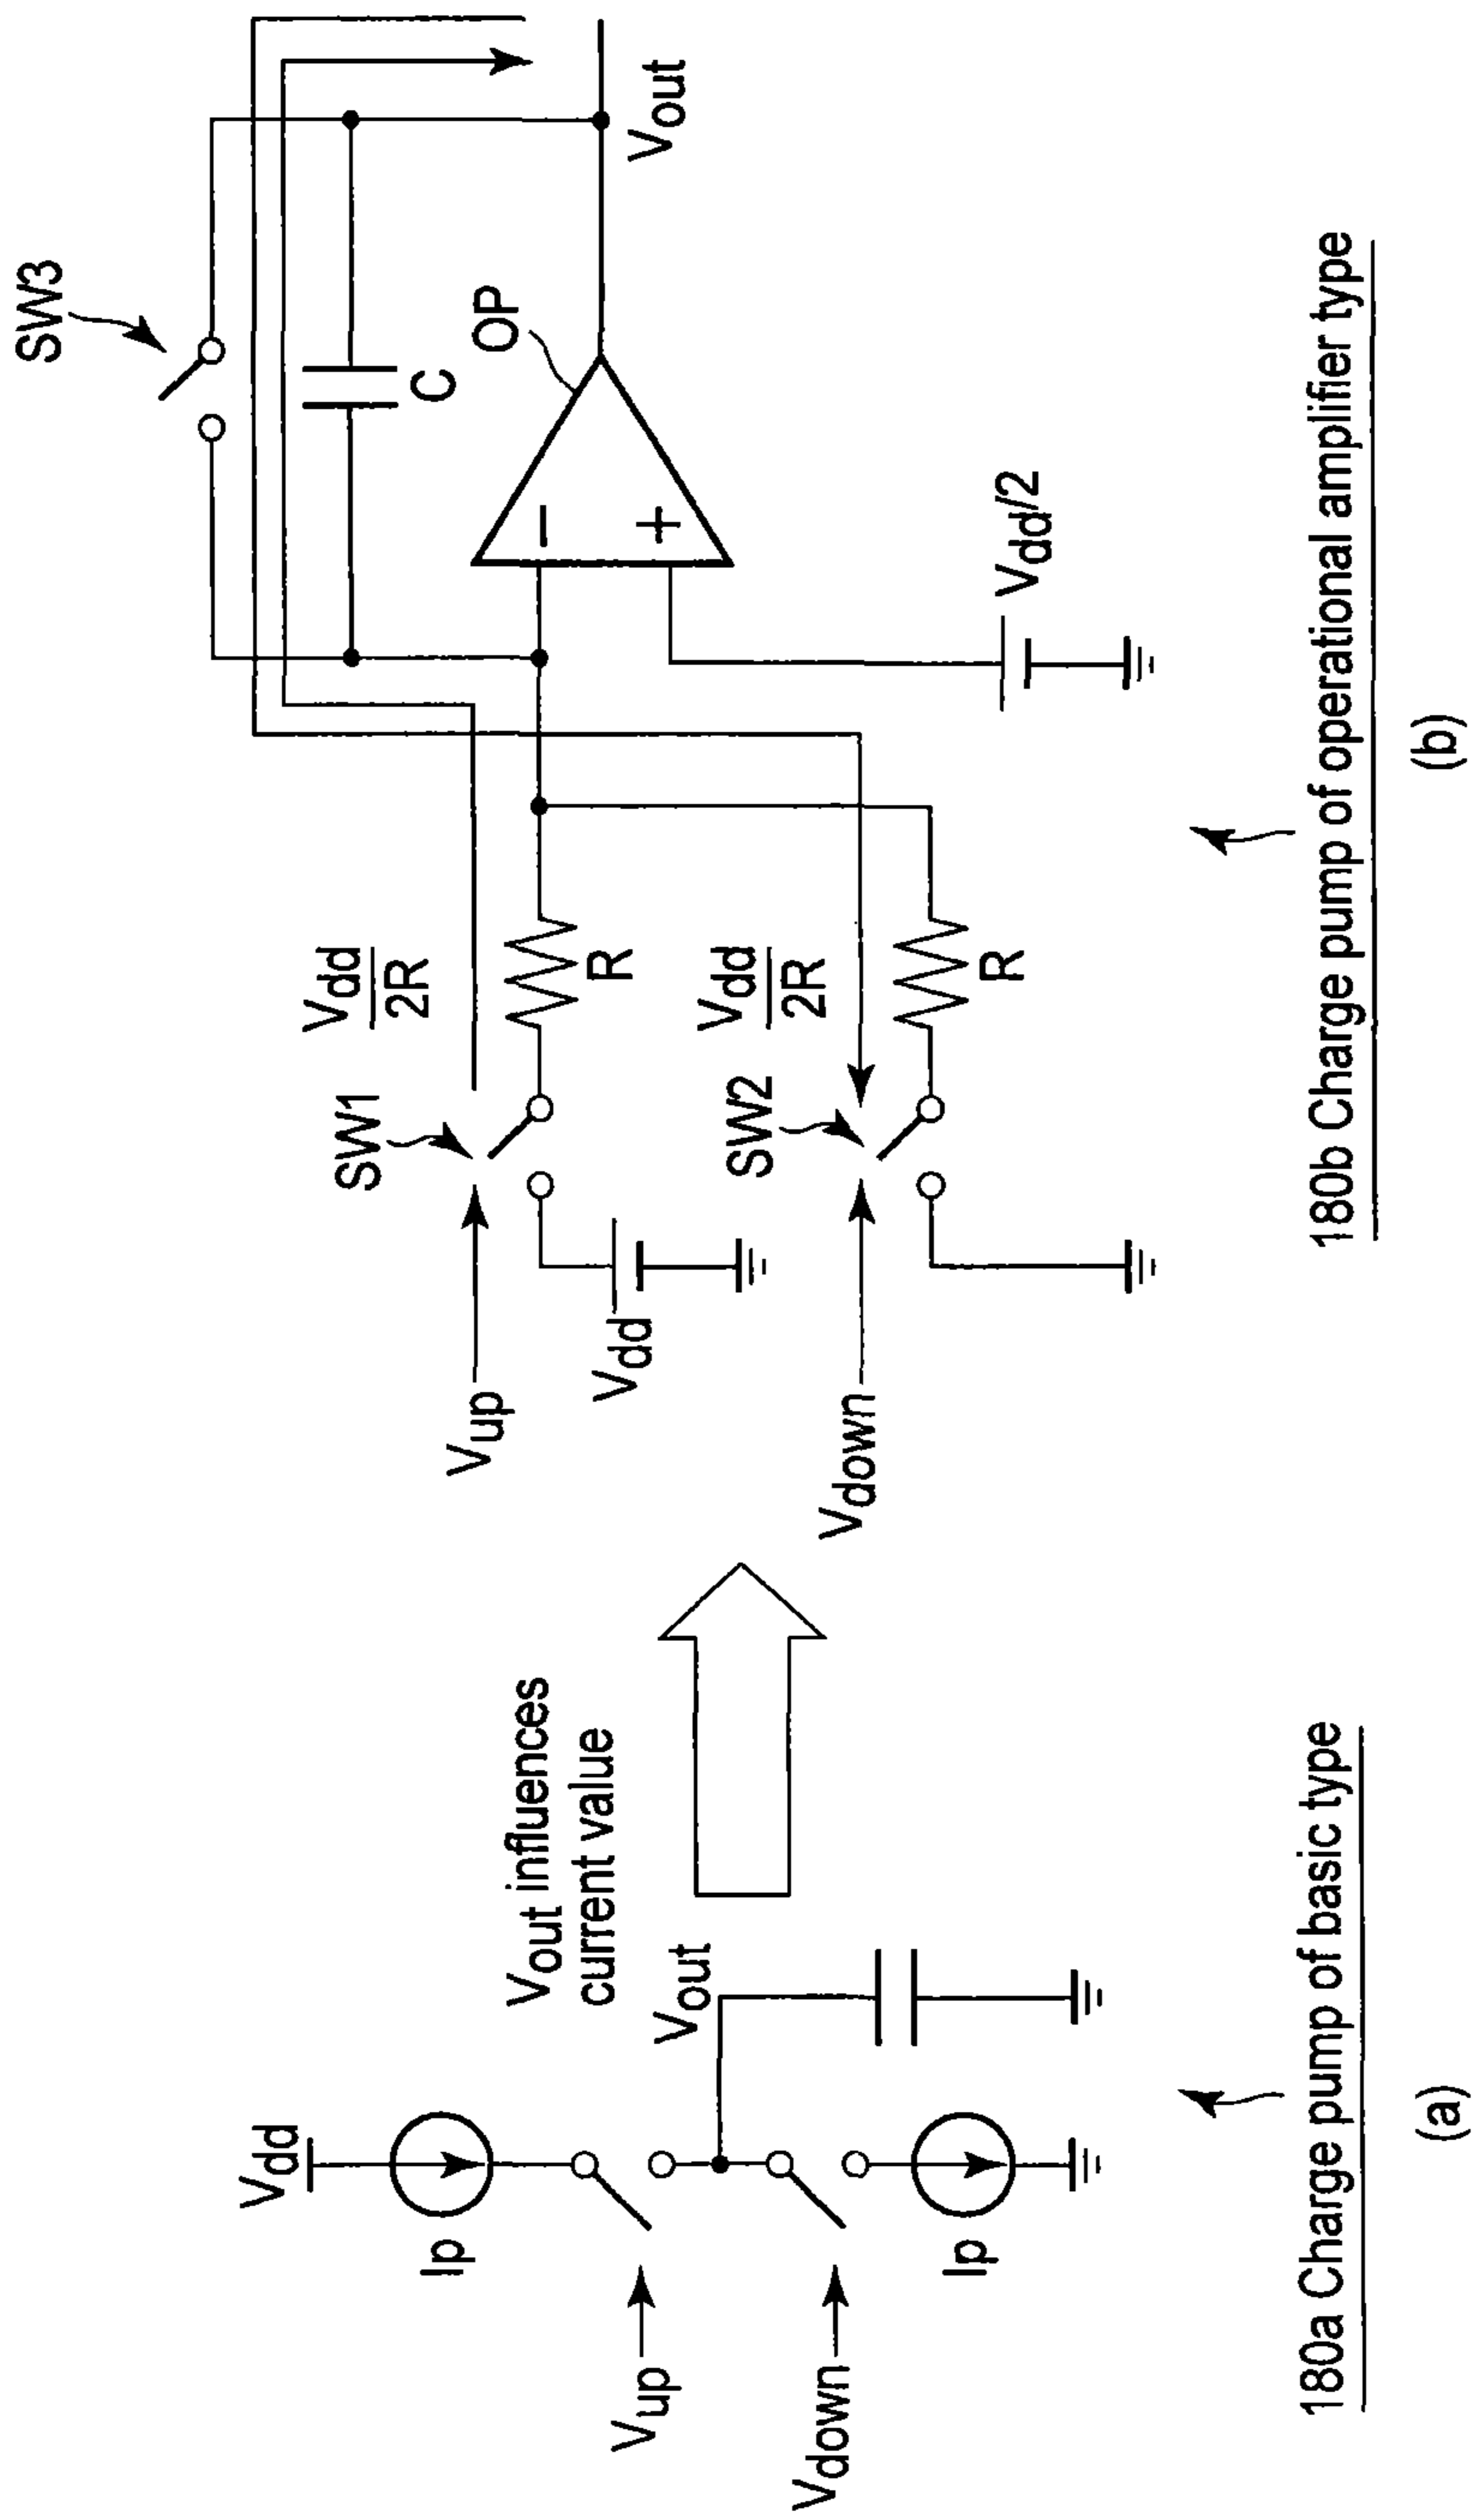 Vdd
Ip
Vup
Vdown
Ip
Vout
Vout influences
current value
180a Charge pump of basic type
(a)
SW3
C
OP
Vout
Vdd
2R
SW1
R
Vup
Vdd
Vdd
2R
SW2
R
Vdown
−
+
Vdd/2
180b Charge pump of operational amplifier type
(b)